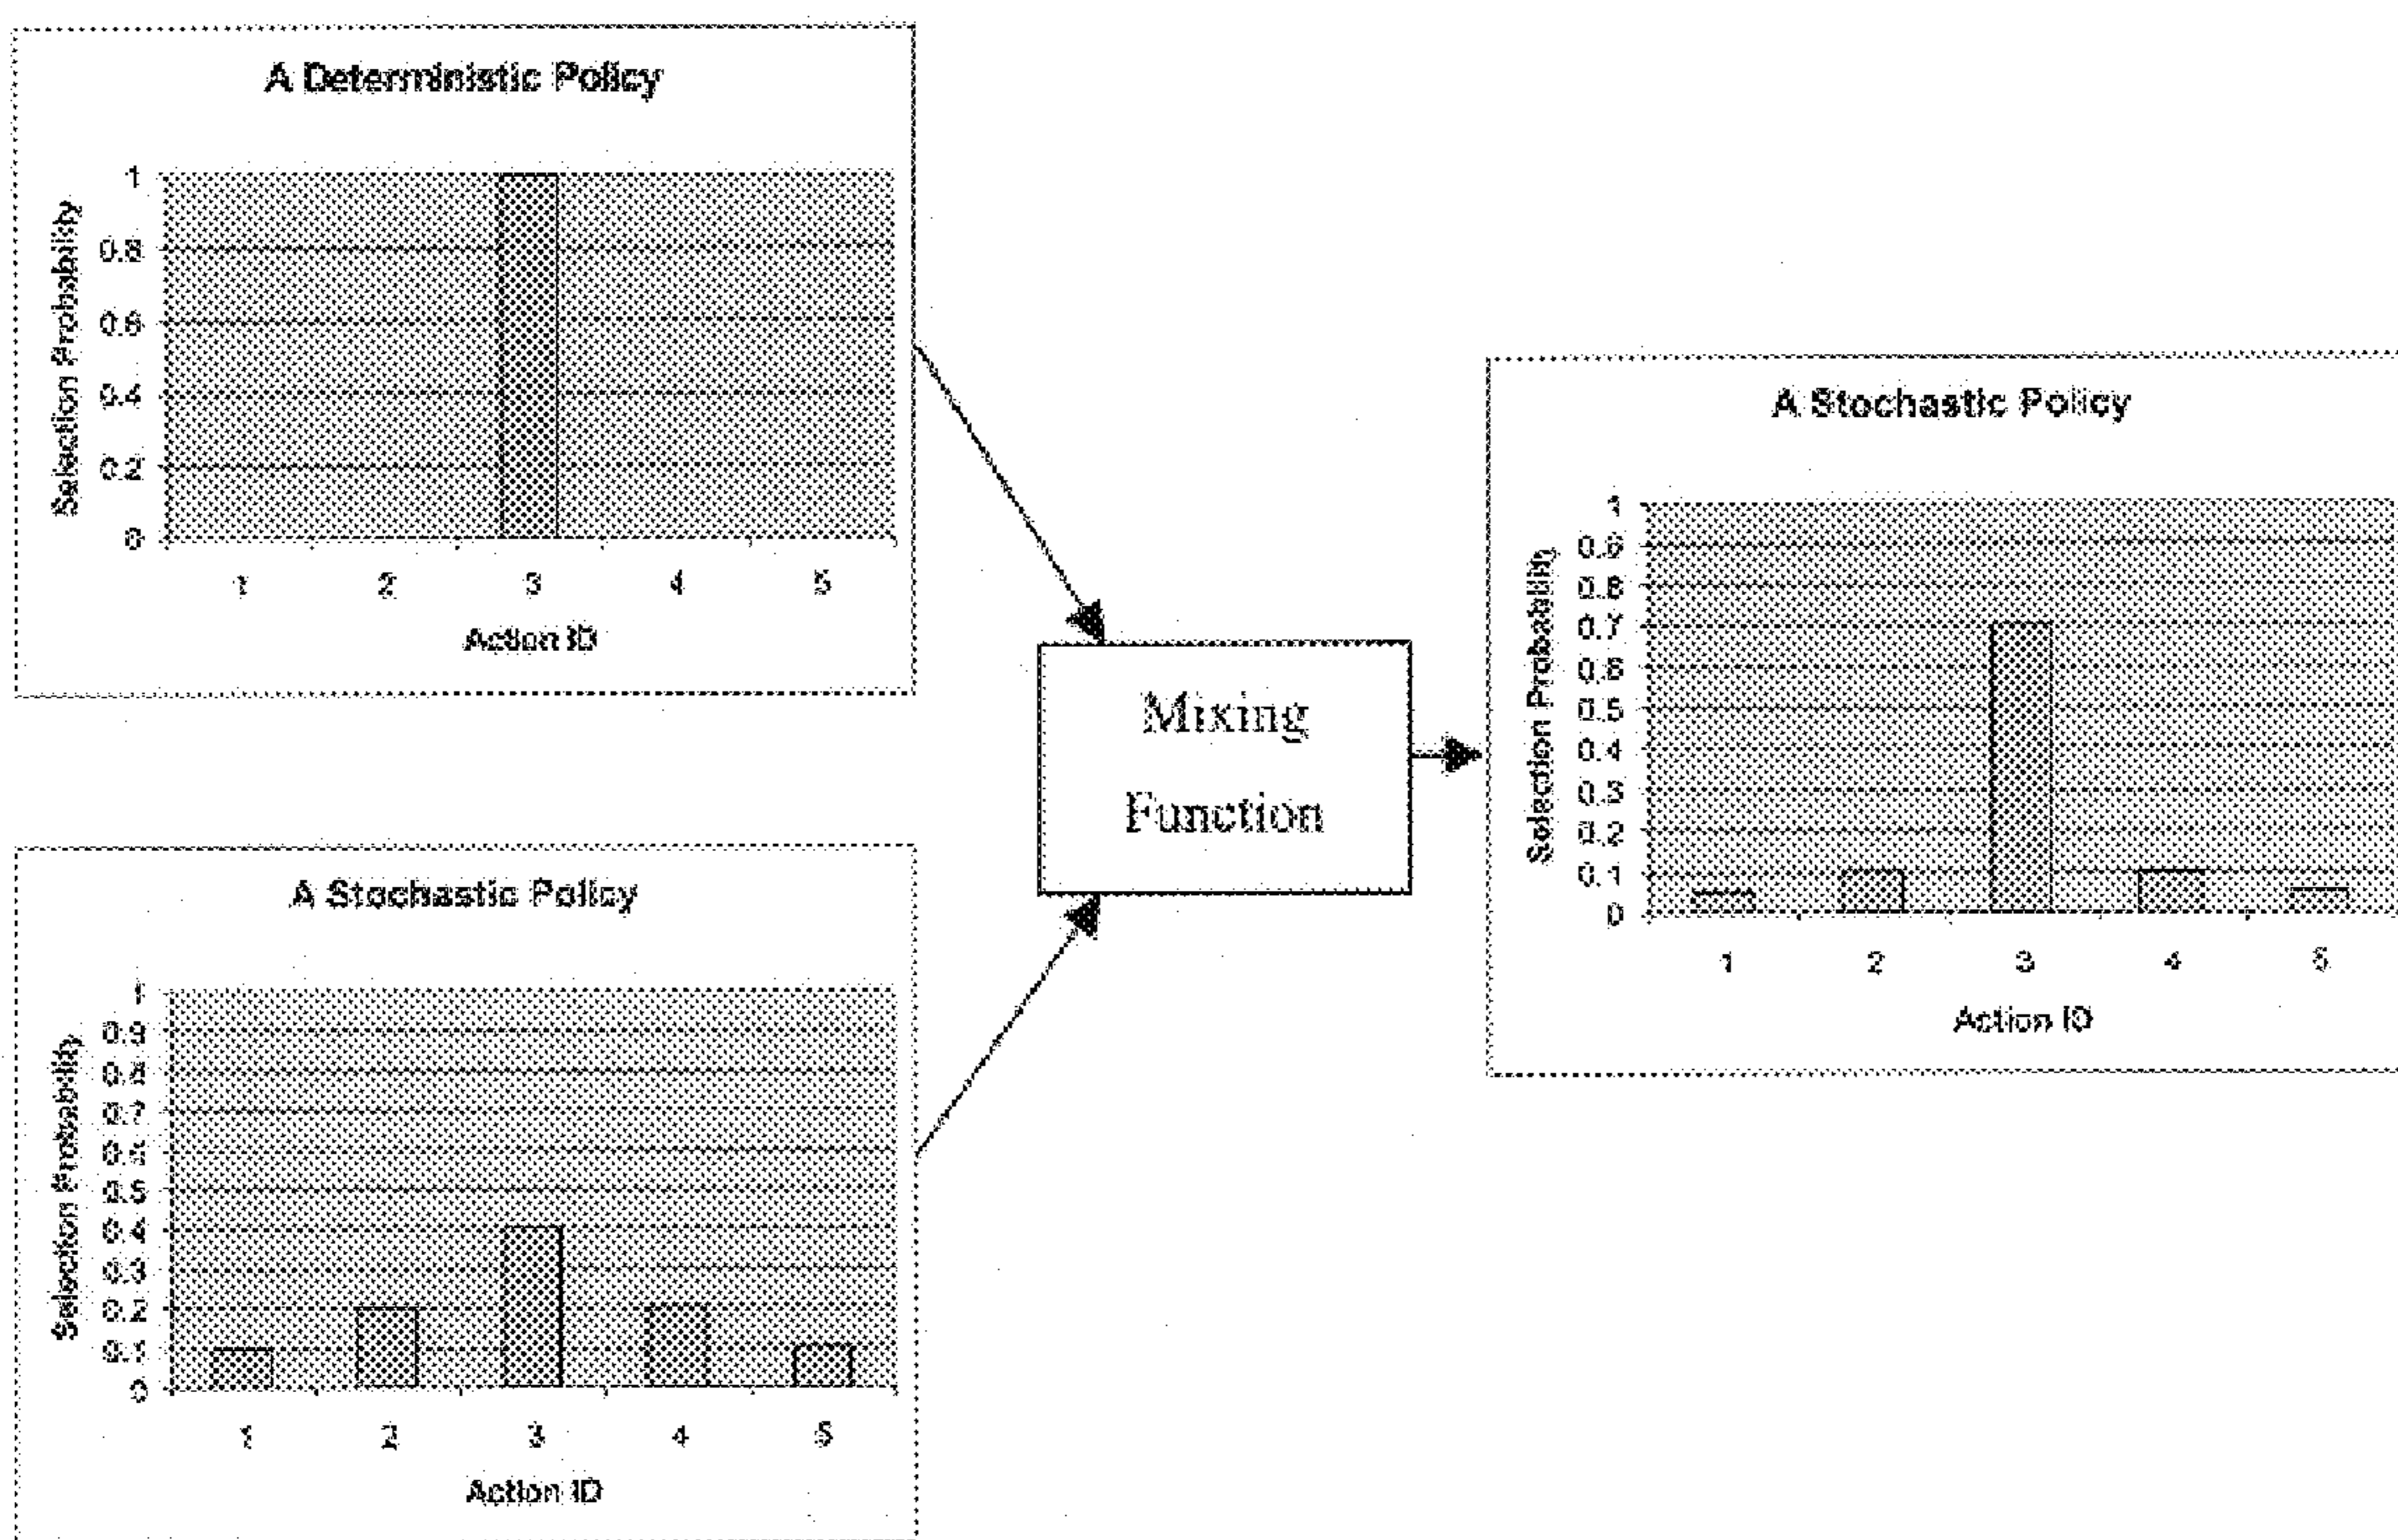 A Deterministic Policy
Selection Probability
1
0.8
0.6
0.4
0.2
0
1 2 3 4 5
Action ID
A Stochastic Policy
Selection Probability
1
0.9
0.8
0.7
0.6
0.5
0.4
0.3
0.2
0.1
0
1 2 3 4 5
Action ID
Mixing
Function
A Stochastic Policy
Selection Probability
1
0.9
0.8
0.7
0.6
0.5
0.4
0.3
0.2
0.1
0
1 2 3 4 5
Action ID